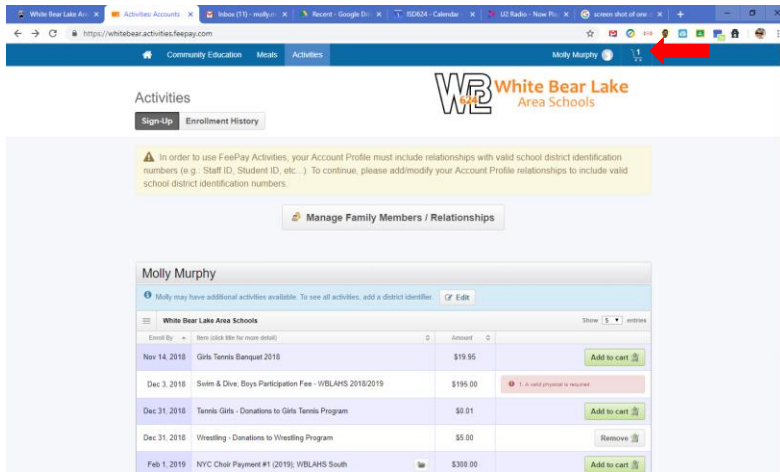 White Bear Lake Are
Activities: Accounts
Inbox (11) - molly.m
Recent - Google Dri
ISD624 - Calendar
U2 Radio - Now Pla
screen shot of one
https://whitebear.activities.feepay.com
Community Education Meals Activities Molly Murphy 1
Activities
Sign-Up Enrollment History
WBL 624 White Bear Lake
Area Schools
In order to use FeePay Activities, your Account Profile must include relationships with valid school district identification
numbers (e.g.: Staff ID, Student ID, etc...). To continue, please add/modify your Account Profile relationships to include valid
school district identification numbers.
Manage Family Members / Relationships
Molly Murphy
Molly may have additional activities available. To see all activities, add a district identifier. Edit
White Bear Lake Area Schools Show 5 entries
Enroll By Item (click title for more detail) Amount
Nov 14, 2018 Girls Tennis Banquet 2018 $19.95 Add to cart
Dec 3, 2018 Swim & Dive; Boys Participation Fee - WBLAHS 2018/2019 $195.00 1. A valid physical is required
Dec 31, 2018 Tennis Girls - Donations to Girls Tennis Program $0.01 Add to cart
Dec 31, 2018 Wrestling - Donations to Wrestling Program $5.00 Remove
Feb 1, 2019 NYC Choir Payment #1 (2019); WBLAHS South $300.00 Add to cart